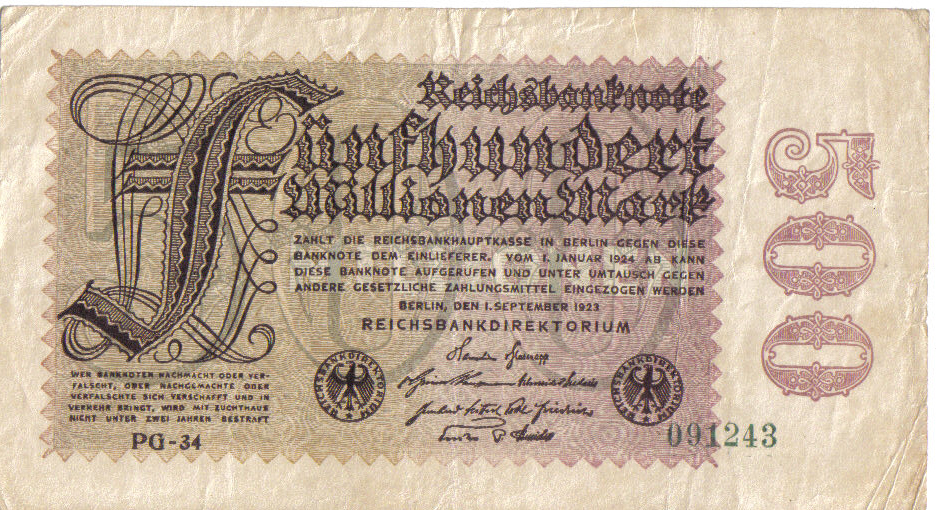 Reichsbanknote
Fünfhundert
Millionen Mark
ZAHLT DIE REICHSBANKHAUPTKASSE IN BERLIN GEGEN DIESE
BANKNOTE DEM EINLIEFERER. VOM 1. JANUAR 1924 AB KANN
DIESE BANKNOTE AUFGERUFEN UND UNTER UMTAUSCH GEGEN
ANDERE GESETZLICHE ZAHLUNGSMITTEL EINGEZOGEN WERDEN
BERLIN, DEN 1. SEPTEMBER 1923
REICHSBANKDIREKTORIUM
500
WER BANKNOTEN NACHMACHT ODER VER-
FÄLSCHT, ODER NACHGEMACHTE ODER
VERFÄLSCHTE SICH VERSCHAFFT UND IN
VERKEHR BRINGT, WIRD MIT ZUCHTHAUS
NICHT UNTER ZWEI JAHREN BESTRAFT
PG-34
REICHSBANKDIREKTORIUM
REICHSBANKDIREKTORIUM
091243